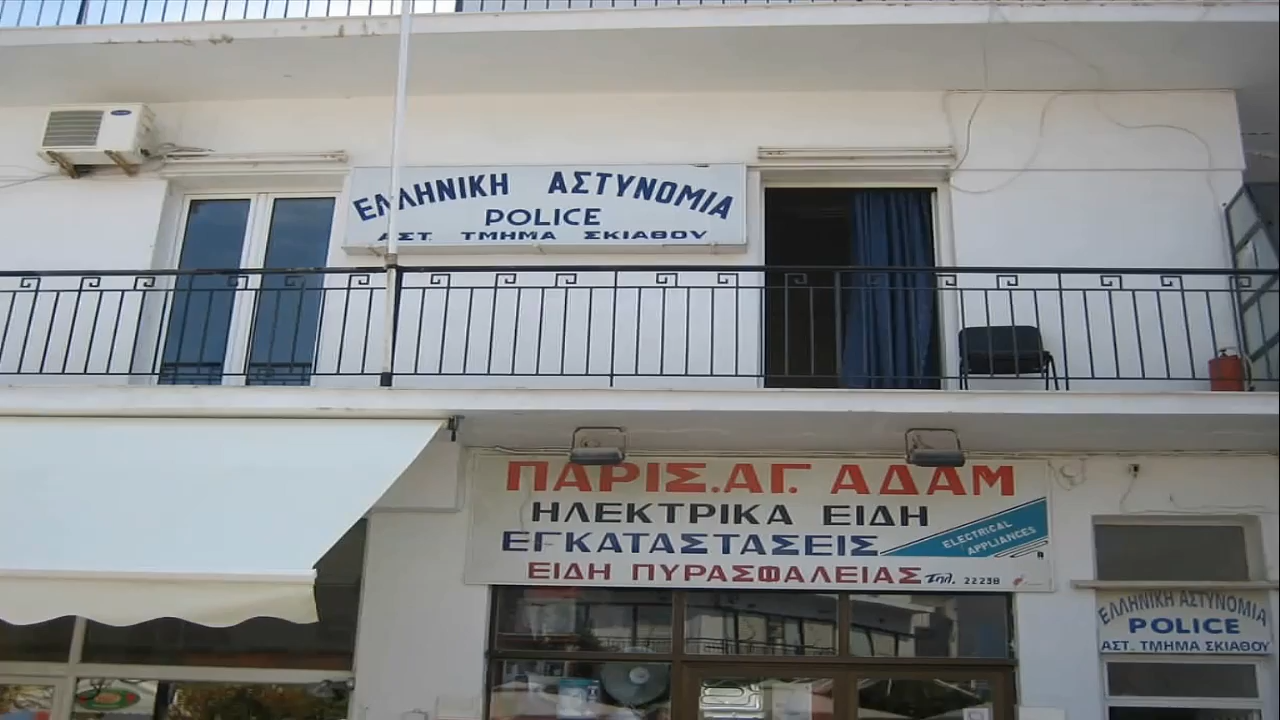 ΕΛΛΗΝΙΚΗ ΑΣΤΥΝΟΜΙΑ
POLICE
ΑΣΤ. ΤΜΗΜΑ ΣΚΙΑΘΟΥ
ΠΑΡΙΣ.ΑΓ. ΑΔΑΜ
ΗΛΕΚΤΡΙΚΑ ΕΙΔΗ
ELECTRICAL
APPLIANCES
ΕΓΚΑΤΑΣΤΑΣΕΙΣ
ΕΙΔΗ ΠΥΡΑΣΦΑΛΕΙΑΣ Τηλ. 22238
ΕΛΛΗΝΙΚΗ ΑΣΤΥΝΟΜΙΑ
POLICE
ΑΣΤ. ΤΜΗΜΑ ΣΚΙΑΘΟΥ